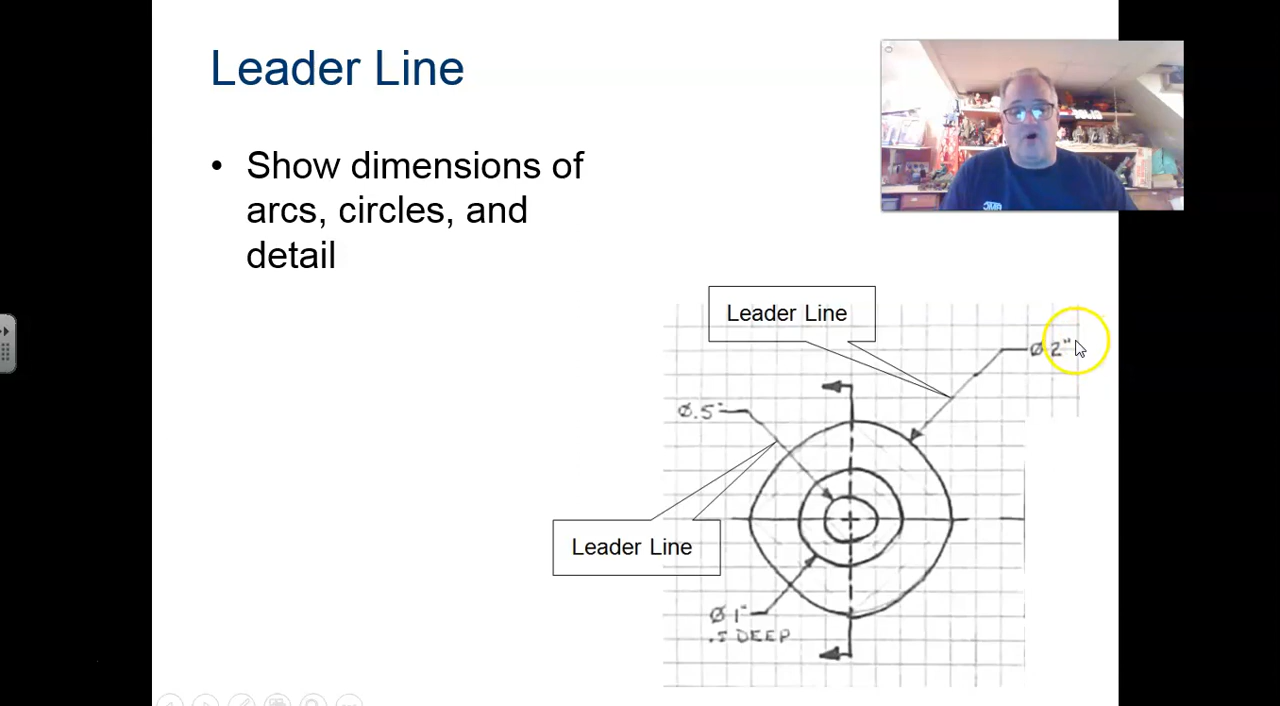 Leader Line
• Show dimensions of
arcs, circles, and
detail
Leader Line
Ø 2"
Ø.5"
Leader Line
Ø 1"
.5 DEEP